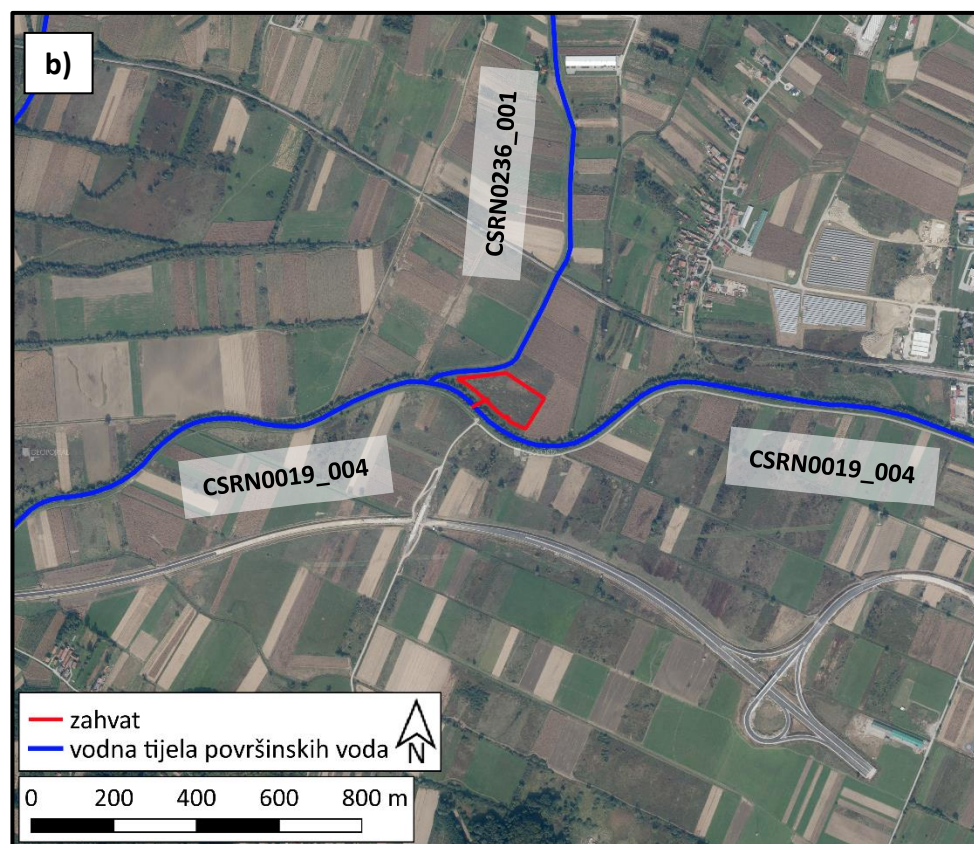 b)
CSRN0236_001
CSRN0019_004
CSRN0019_004
zahvat
vodna tijela površinskih voda
N
0 200 400 600 800 m